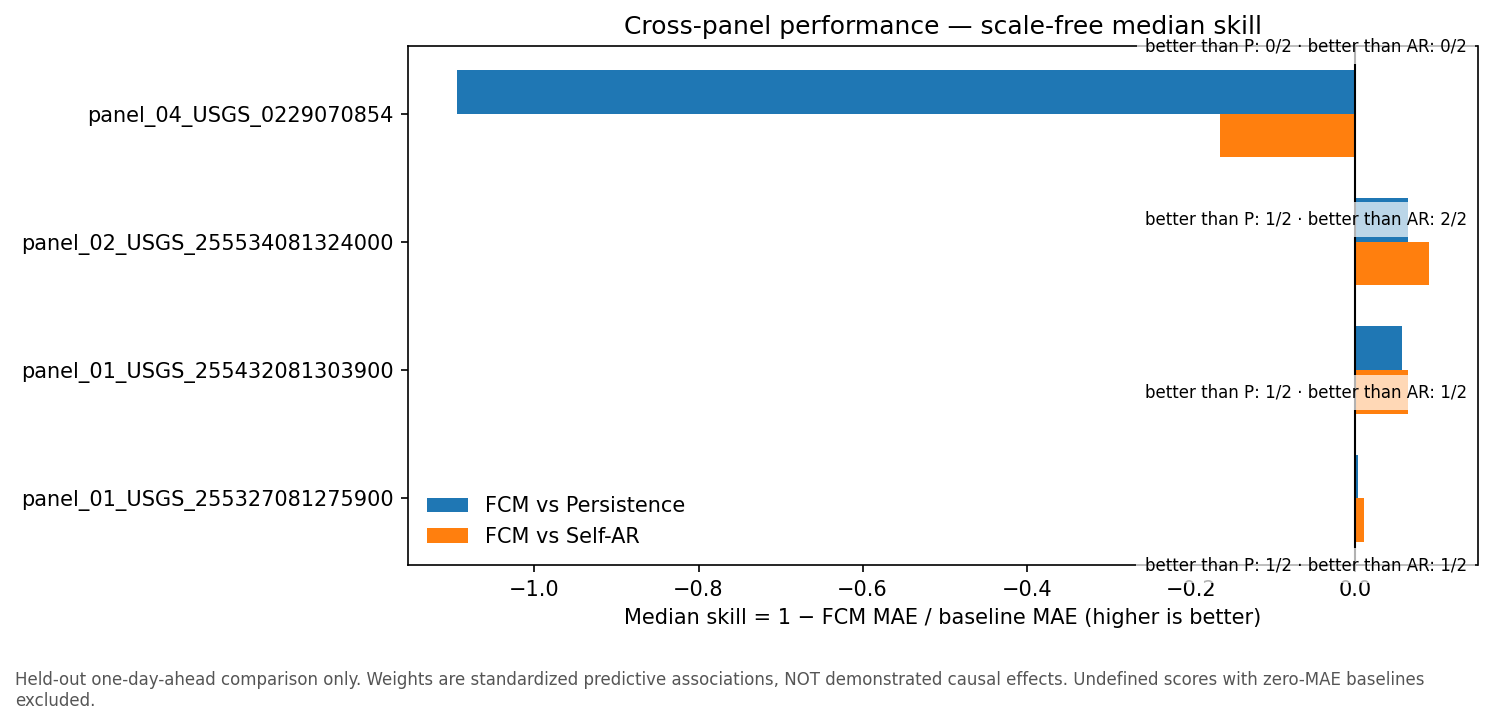 Cross-panel performance — scale-free median skill
better than P: 0/2 · better than AR: 0/2
panel_04_USGS_0229070854
panel_02_USGS_255534081324000
better than P: 1/2 · better than AR: 2/2
panel_01_USGS_255432081303900
better than P: 1/2 · better than AR: 1/2
panel_01_USGS_255327081275900
FCM vs Persistence
FCM vs Self-AR
better than P: 1/2 · better than AR: 1/2
−1.0 −0.8 −0.6 −0.4 −0.2 0.0
Median skill = 1 − FCM MAE / baseline MAE (higher is better)
Held-out one-day-ahead comparison only. Weights are standardized predictive associations, NOT demonstrated causal effects. Undefined scores with zero-MAE baselines
excluded.